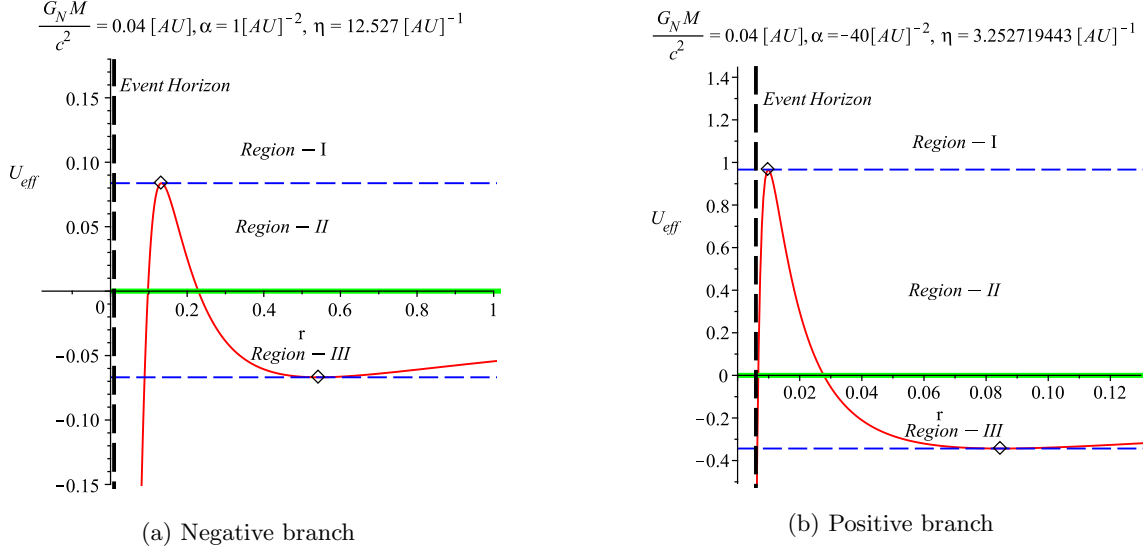 G_N M / c^2 = 0.04 [AU], α = 1[AU]^−2, η = 12.527 [AU]^−1
Event Horizon
0.15
Region − I
0.10
U_eff
Region − II
0.05
0 0.2 0.4 0.6 0.8 1
r
−0.05
Region − III
−0.10
−0.15
(a) Negative branch
G_N M / c^2 = 0.04 [AU], α = −40[AU]^−2, η = 3.252719443 [AU]^−1
1.4
Event Horizon
1.2
Region − I
1
0.8
U_eff
0.6
0.4
Region − II
0.2
0
0.02 0.04 0.06 0.08 0.10 0.12
r
−0.2
Region − III
−0.4
(b) Positive branch